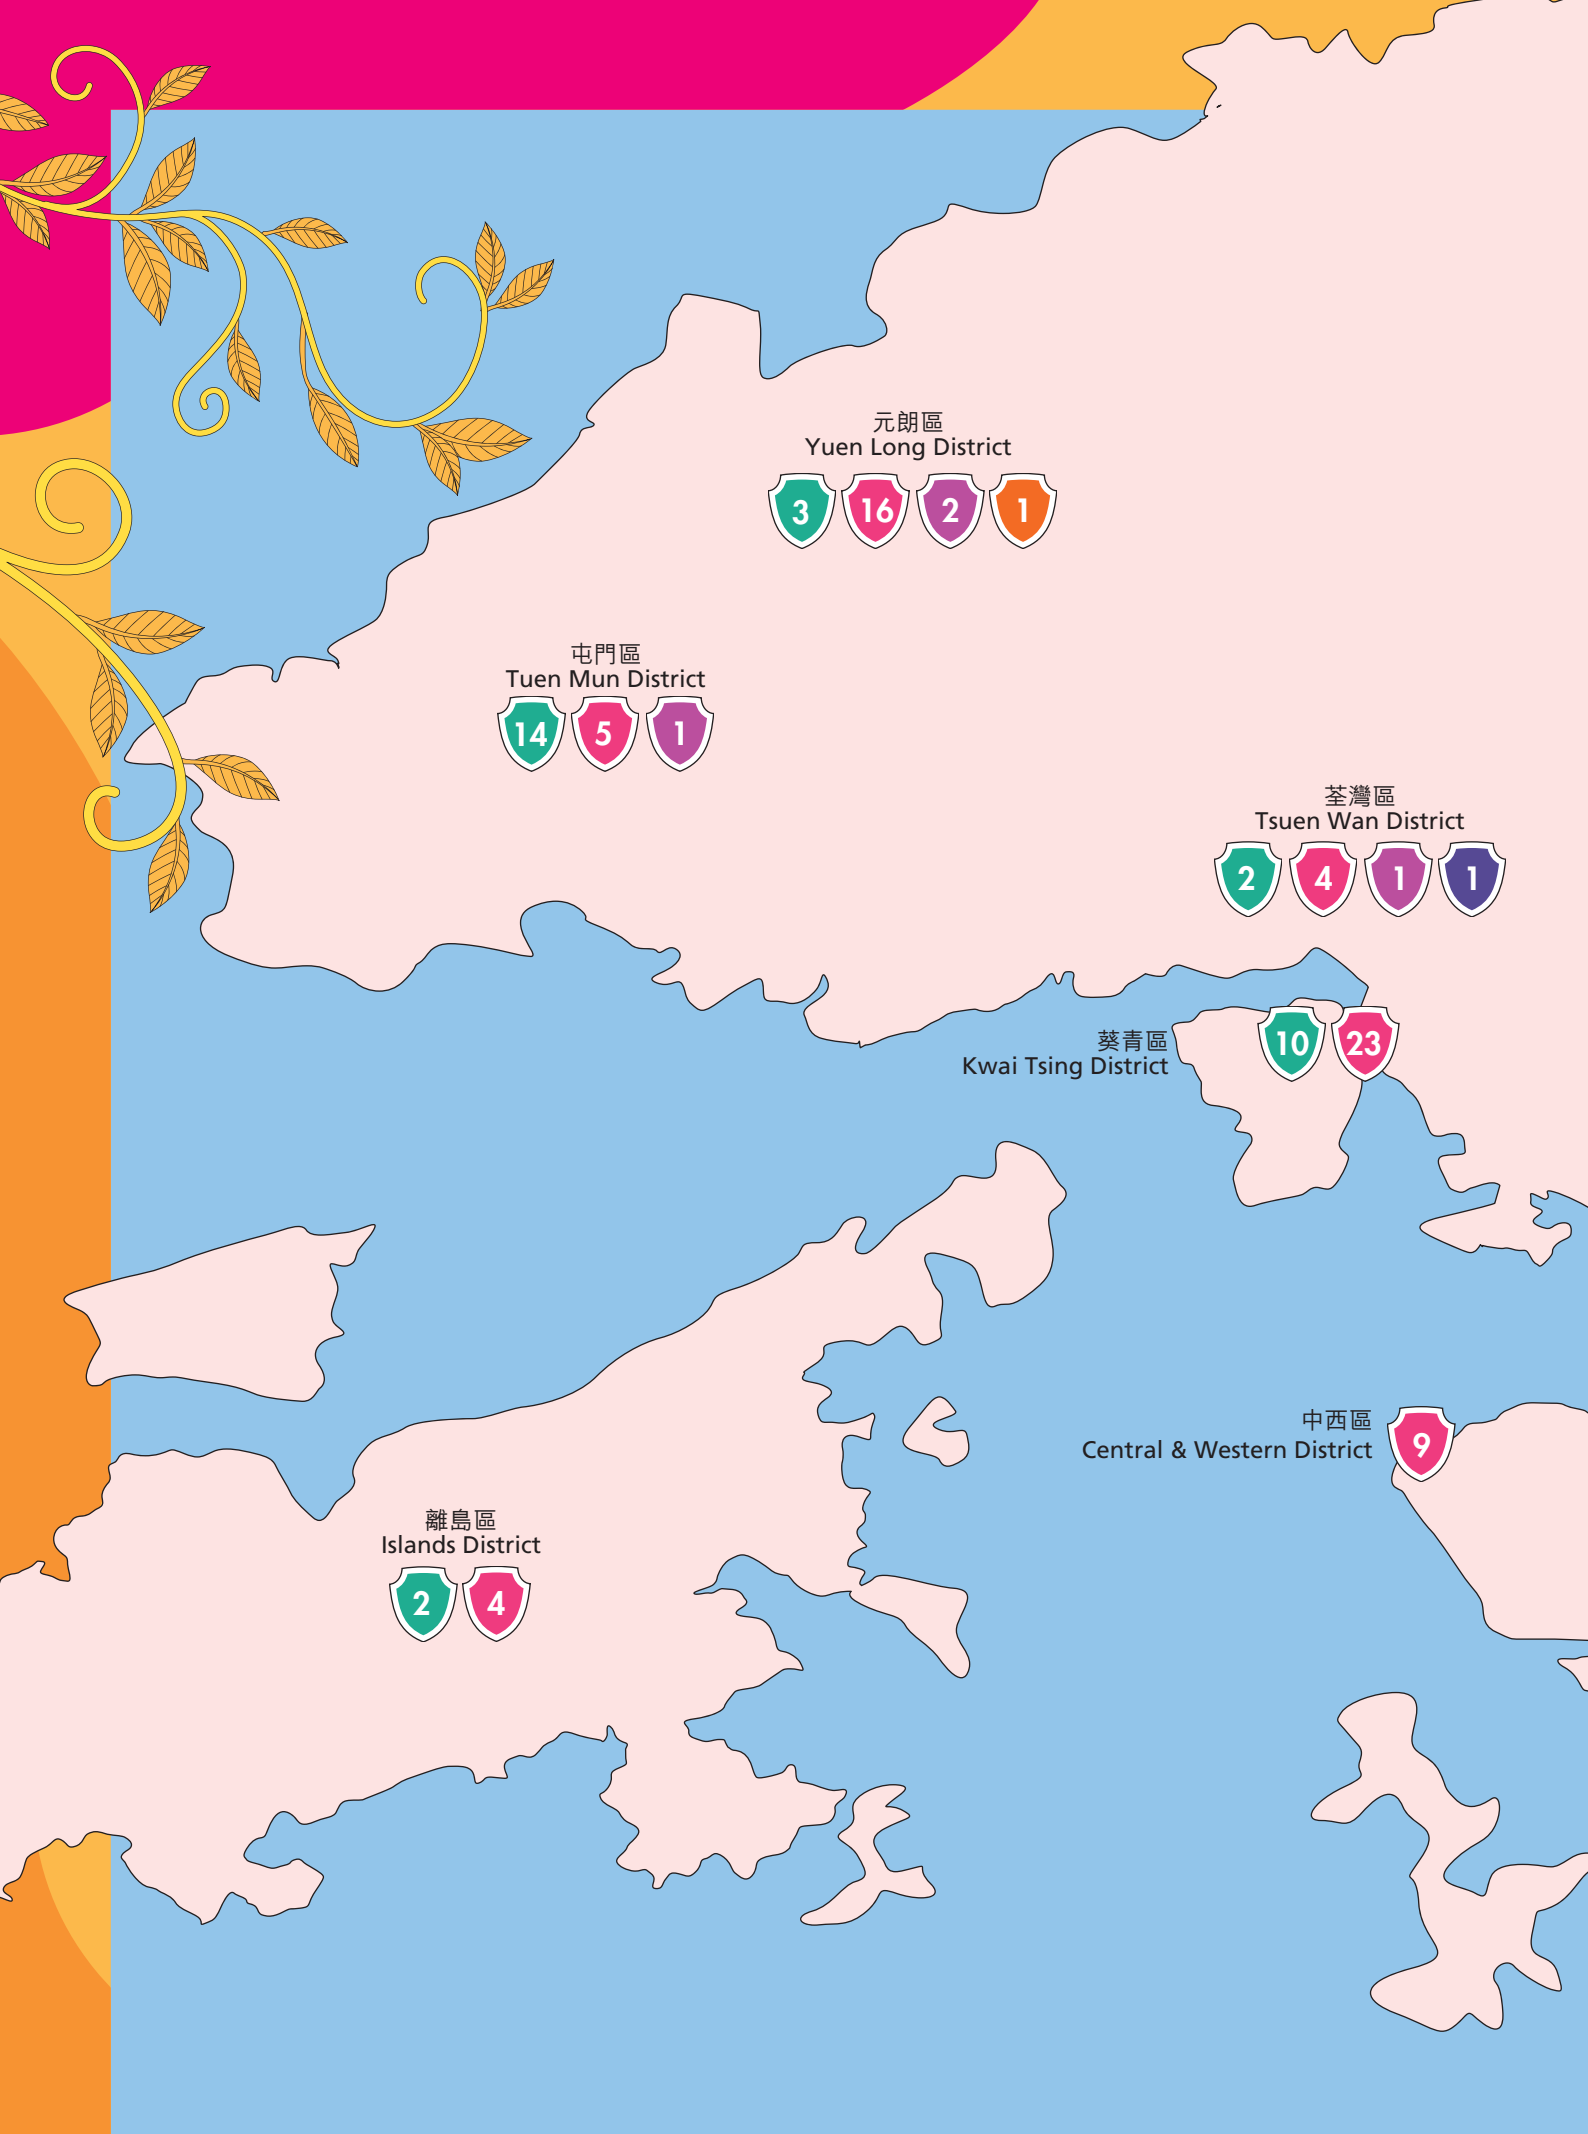 元朗區
Yuen Long District
3 16 2 1
屯門區
Tuen Mun District
14 5 1
荃灣區
Tsuen Wan District
2 4 1 1
葵青區
Kwai Tsing District
10 23
中西區
Central & Western District
9
離島區
Islands District
2 4